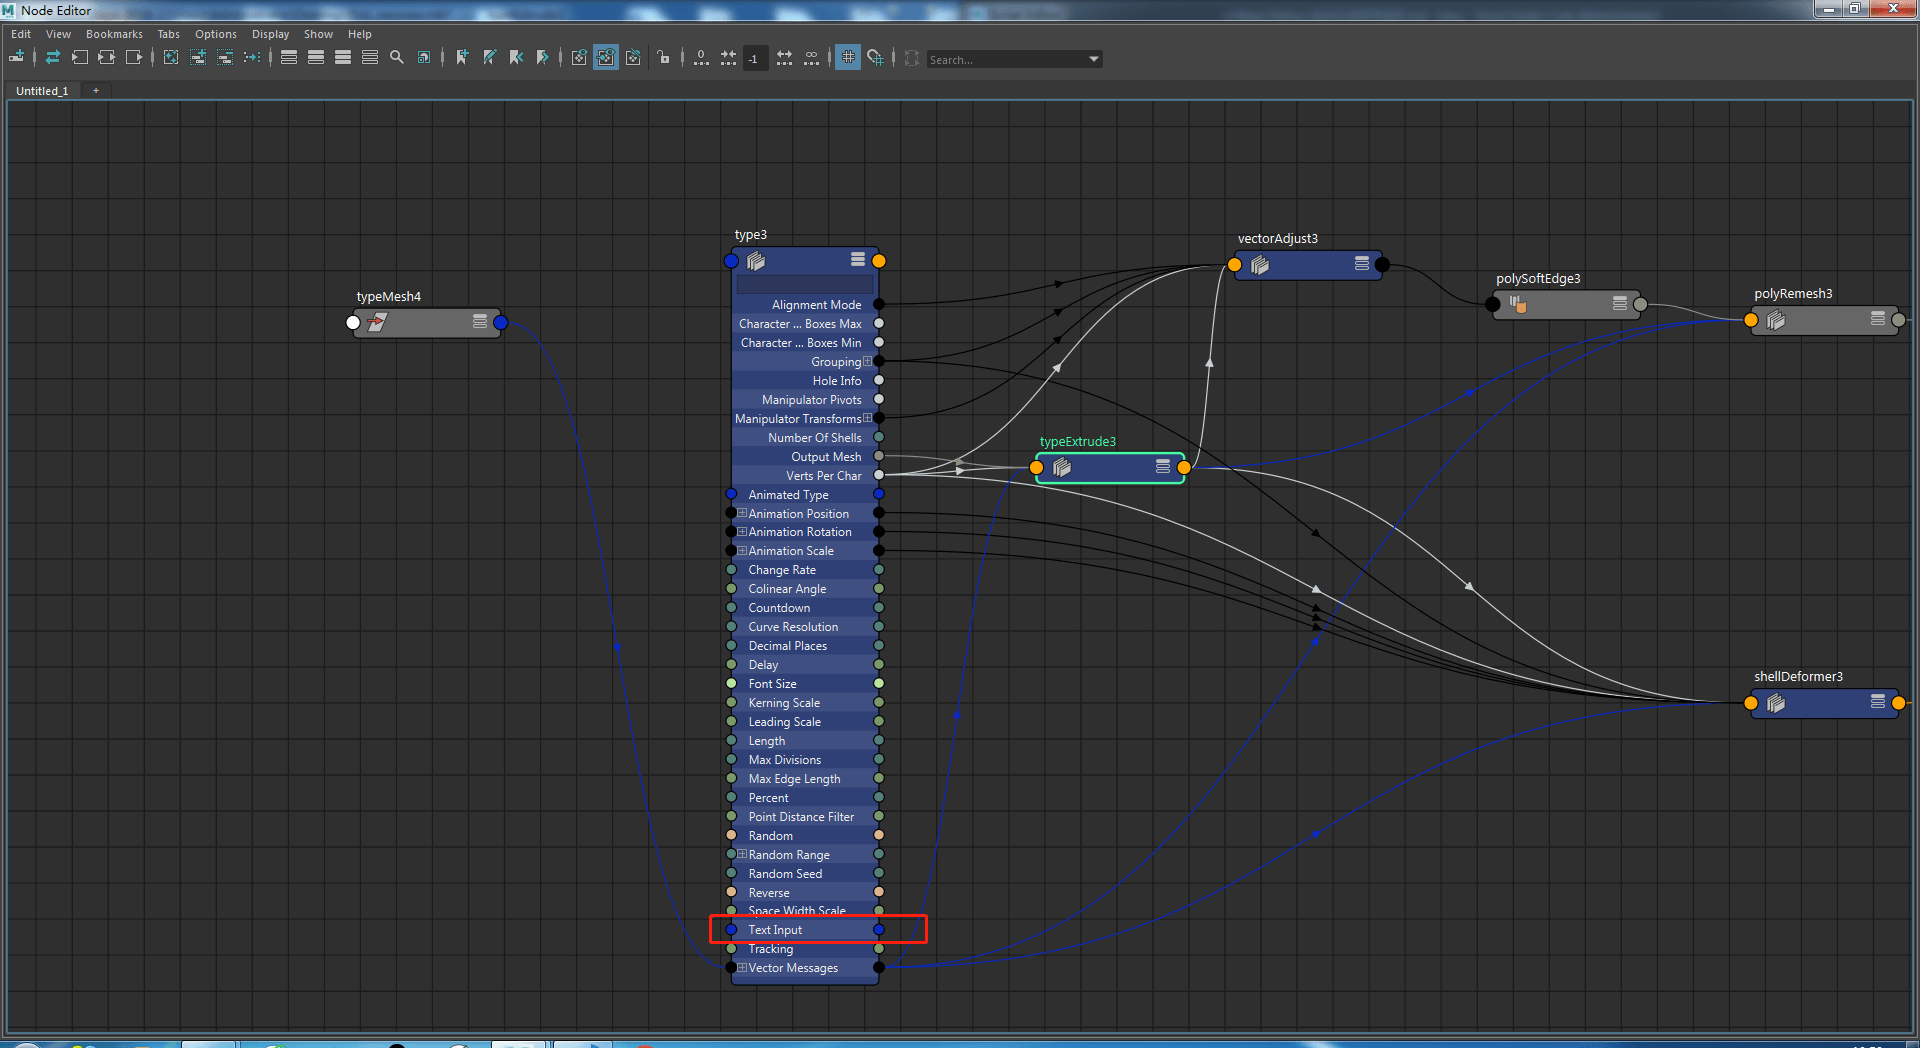 Node Editor
Edit View Bookmarks Tabs Options Display Show Help
0
-1
∞
Search...
Untitled_1 +
type3
vectorAdjust3
polySoftEdge3
polyRemesh3
typeMesh4
Alignment Mode
Character ... Boxes Max
Character ... Boxes Min
Grouping
Hole Info
Manipulator Pivots
Manipulator Transforms
Number Of Shells
typeExtrude3
Output Mesh
Verts Per Char
Animated Type
Animation Position
Animation Rotation
Animation Scale
Change Rate
Colinear Angle
Countdown
Curve Resolution
Decimal Places
Delay
shellDeformer3
Font Size
Kerning Scale
Leading Scale
Length
Max Divisions
Max Edge Length
Percent
Point Distance Filter
Random
Random Range
Random Seed
Reverse
Space Width Scale
Text Input
Tracking
Vector Messages